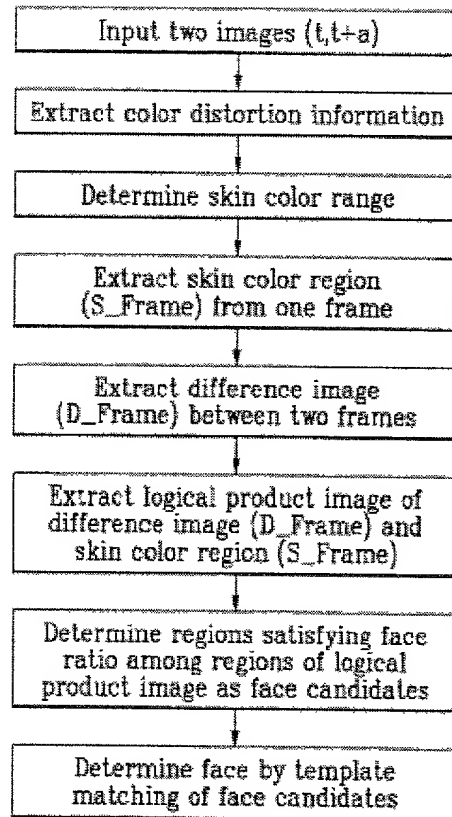 Input two images (t,t+a)
Extract color distortion information
Determine skin color range
Extract skin color region
(S_Frame) from one frame
Extract difference image
(D_Frame) between two frames
Extract logical product image of
difference image (D_Frame) and
skin color region (S_Frame)
Determine regions satisfying face
ratio among regions of logical
product image as face candidates
Determine face by template
matching of face candidates